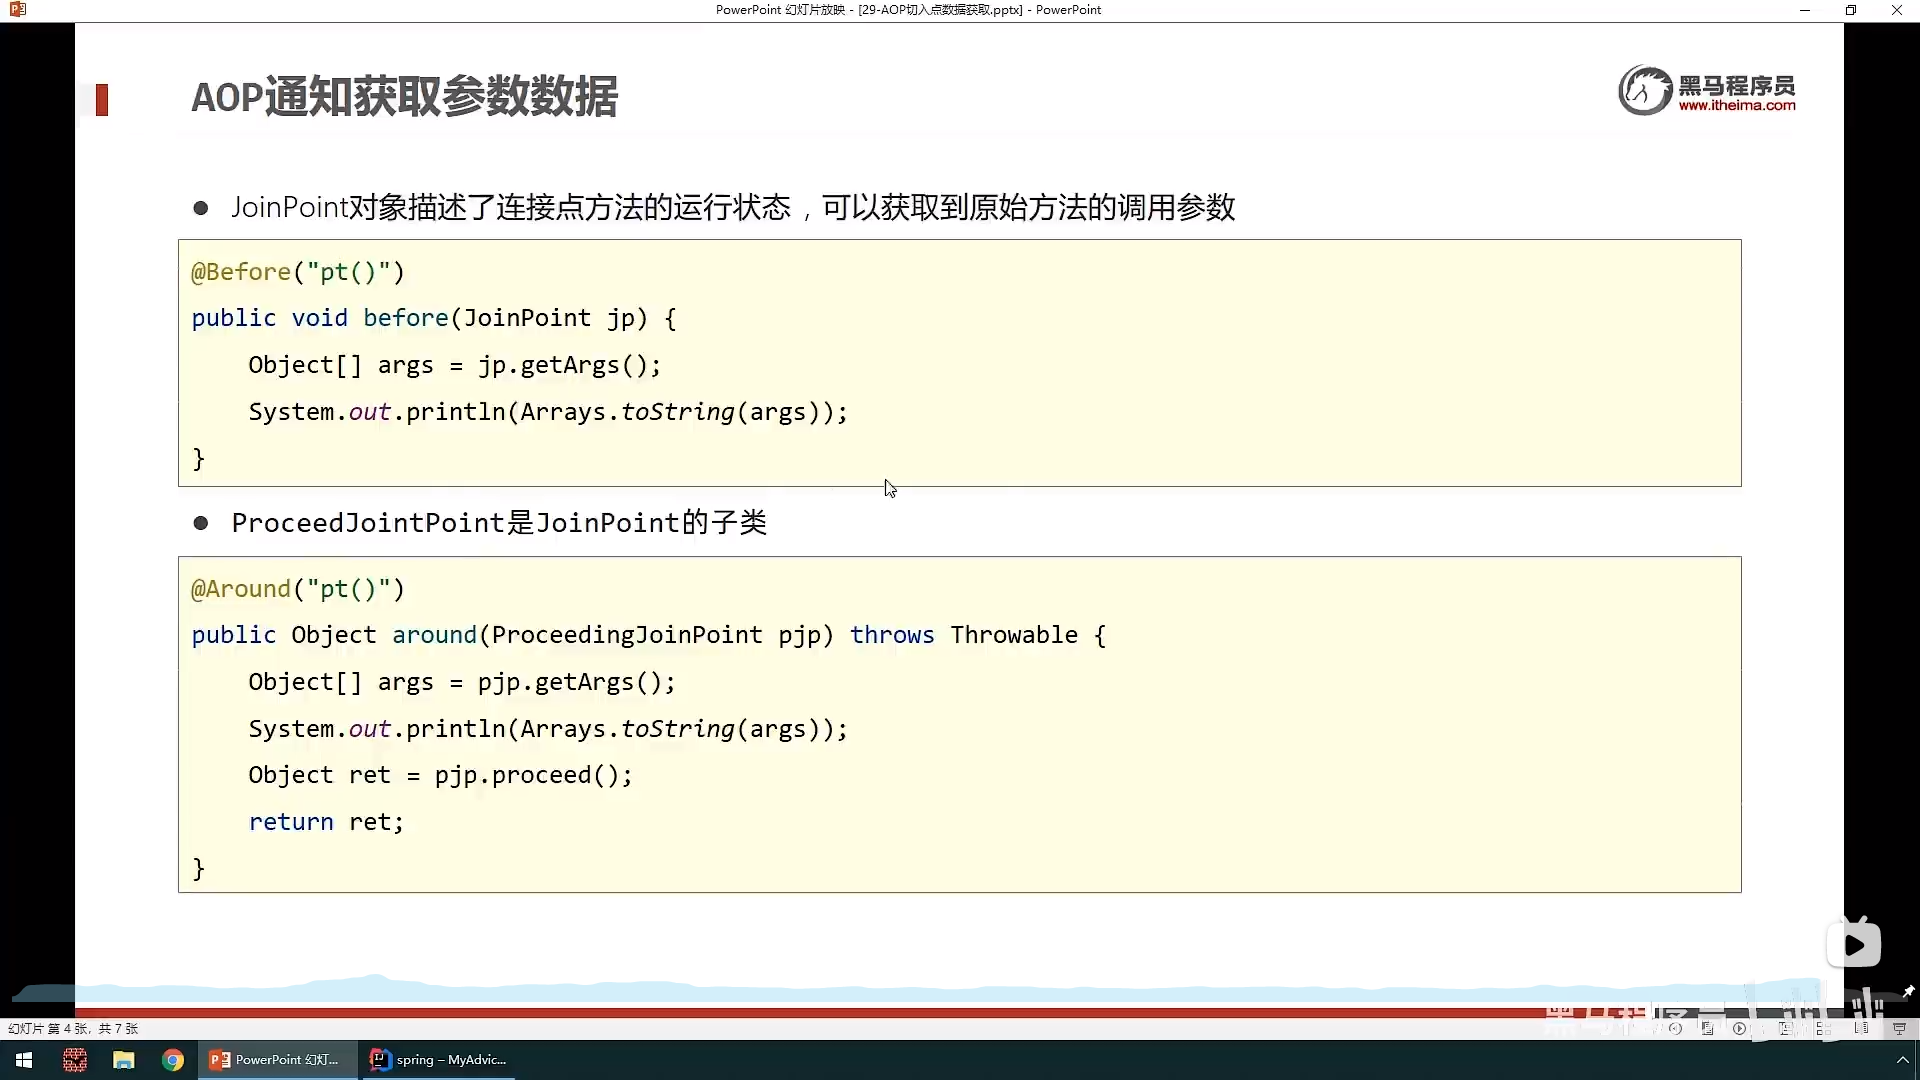 PowerPoint 幻灯片放映 - [29-AOP切入点数据获取.pptx] - PowerPoint
AOP通知获取参数数据
黑马程序员
www.itheima.com
● JoinPoint对象描述了连接点方法的运行状态，可以获取到原始方法的调用参数
@Before("pt()")
public void before(JoinPoint jp) {
    Object[] args = jp.getArgs();
    System.out.println(Arrays.toString(args));
}
● ProceedJointPoint是JoinPoint的子类
@Around("pt()")
public Object around(ProceedingJoinPoint pjp) throws Throwable {
    Object[] args = pjp.getArgs();
    System.out.println(Arrays.toString(args));
    Object ret = pjp.proceed();
    return ret;
}
黑马程序员
幻灯片 第 4 张，共 7 张
PowerPoint 幻灯...
spring – MyAdvic...